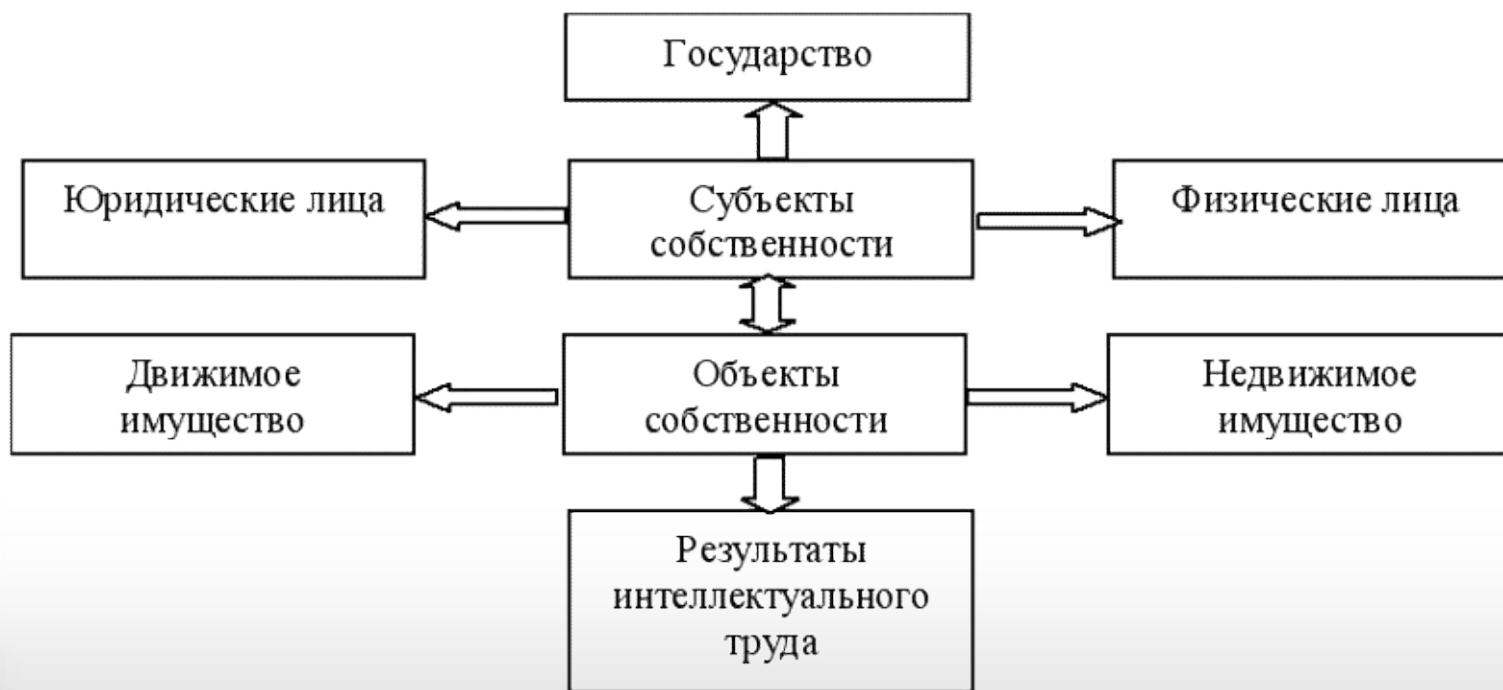 Государство
Юридические лица
Субъекты
собственности
Физические лица
Движимое
имущество
Объекты
собственности
Недвижимое
имущество
Результаты
интеллектуального
труда